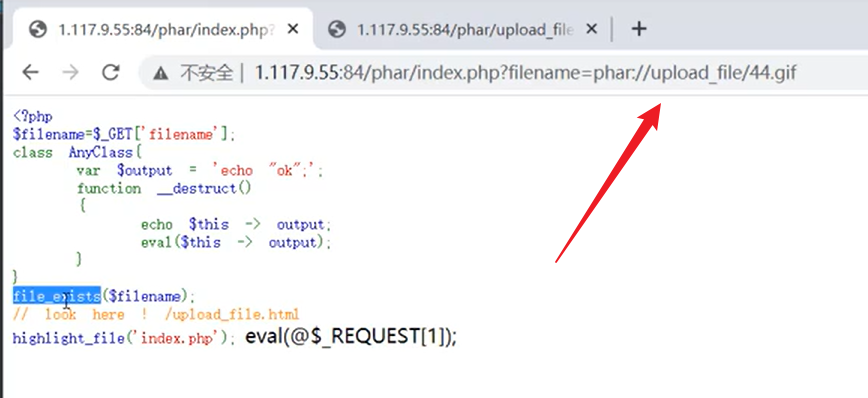 1.117.9.55:84/phar/index.php?
1.117.9.55:84/phar/upload_file
不安全 | 1.117.9.55:84/phar/index.php?filename=phar://upload_file/44.gif
<?php
$filename=$_GET['filename'];
class AnyClass{
var $output = 'echo "ok";';
function __destruct()
{
echo $this -> output;
eval($this -> output);
}
}
file_exists($filename);
// look here ! /upload_file.html
highlight_file('index.php'); eval(@$_REQUEST[1]);